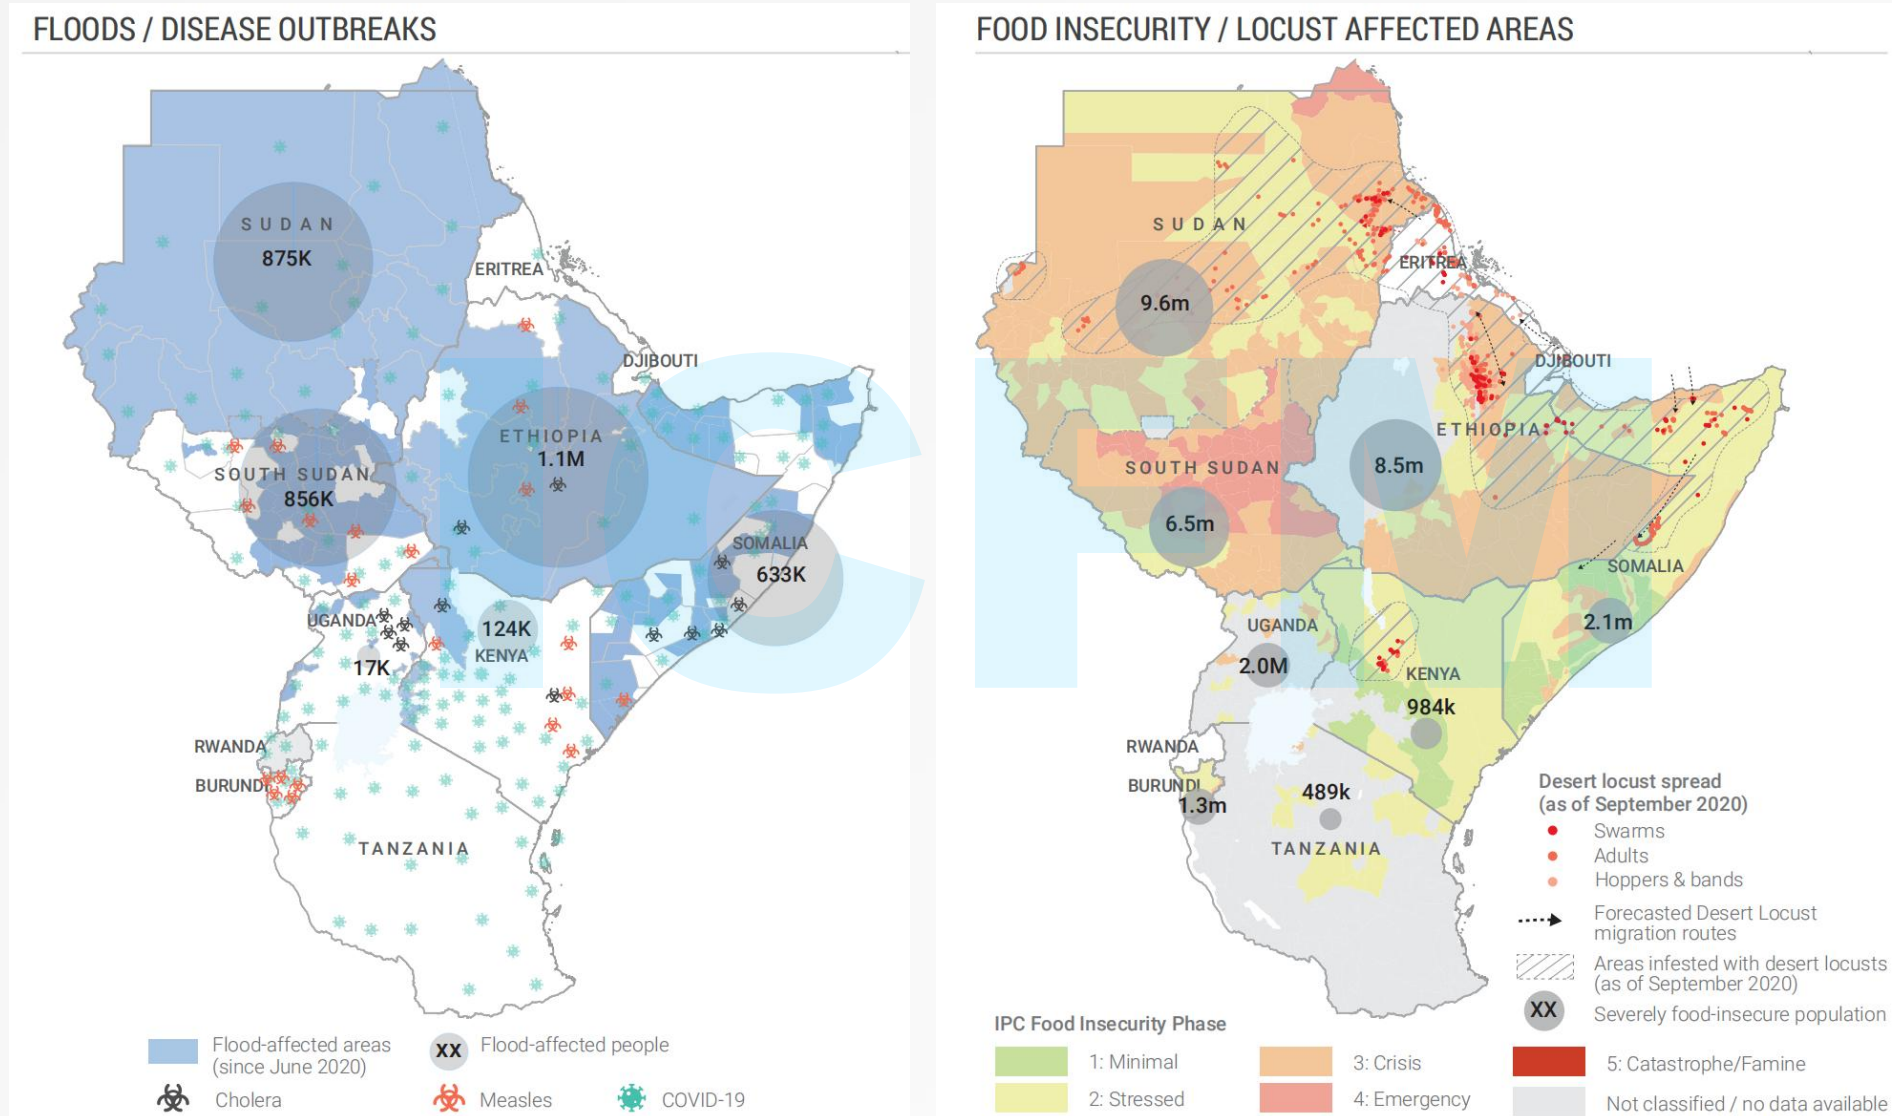 FLOODS / DISEASE OUTBREAKS
SUDAN
875K
ERITREA
DJIBOUTI
ETHIOPIA
1.1M
SOUTH SUDAN
856K
SOMALIA
633K
UGANDA
124K
KENYA
17K
RWANDA
BURUNDI
TANZANIA
Flood-affected areas
(since June 2020)
XX
Flood-affected people
Cholera
Measles
COVID-19
FOOD INSECURITY / LOCUST AFFECTED AREAS
SUDAN
ERITREA
9.6m
DJIBOUTI
ETHIOPIA
8.5m
SOUTH SUDAN
6.5m
SOMALIA
2.1m
UGANDA
2.0M
KENYA
984k
RWANDA
BURUNDI
1.3m
489k
TANZANIA
Desert locust spread
(as of September 2020)
Swarms
Adults
Hoppers & bands
Forecasted Desert Locust
migration routes
Areas infested with desert locusts
(as of September 2020)
XX
Severely food-insecure population
IPC Food Insecurity Phase
1: Minimal
2: Stressed
3: Crisis
4: Emergency
5: Catastrophe/Famine
Not classified / no data available